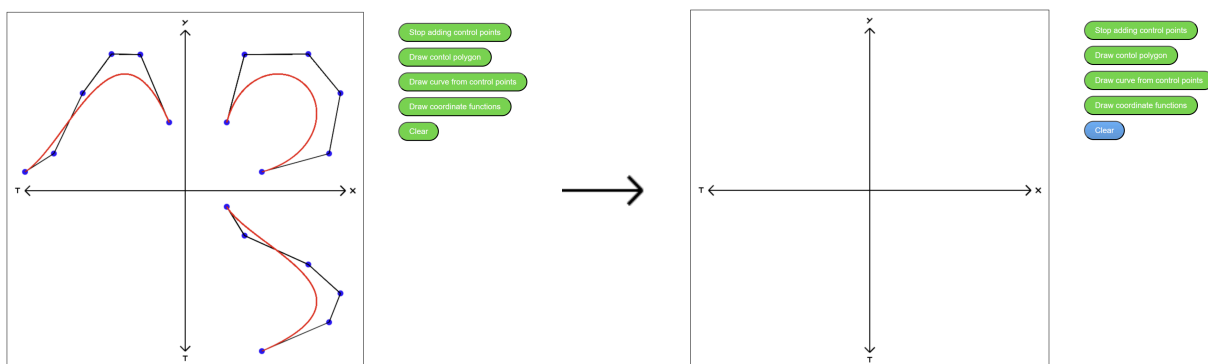 y
Stop adding control points
Draw contol polygon
Draw curve from control points
Draw coordinate functions
Clear
T
x
T
y
Stop adding control points
Draw contol polygon
Draw curve from control points
Draw coordinate functions
Clear
T
x
T